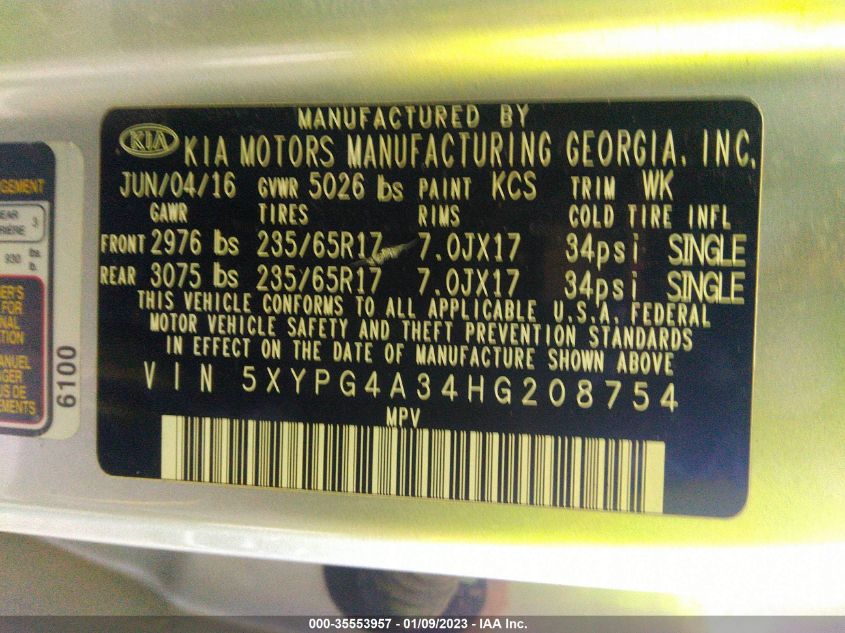 MANUFACTURED BY
KIA KIA MOTORS MANUFACTURING GEORGIA, INC.
JUN/04/16 GVWR 5026 lbs PAINT KCS TRIM WK
GAWR TIRES RIMS COLD TIRE INFL
FRONT 2976 lbs 235/65R17 7.0JX17 34psi SINGLE
REAR 3075 lbs 235/65R17 7.0JX17 34psi SINGLE
THIS VEHICLE CONFORMS TO ALL APPLICABLE U.S.A. FEDERAL
MOTOR VEHICLE SAFETY AND THEFT PREVENTION STANDARDS
IN EFFECT ON THE DATE OF MANUFACTURE SHOWN ABOVE
VIN 5XYPG4A34HG208754
MPV
3
930 lbs.
lb.
6100
000-35553957 / 01/09/2023 - IAA Inc.